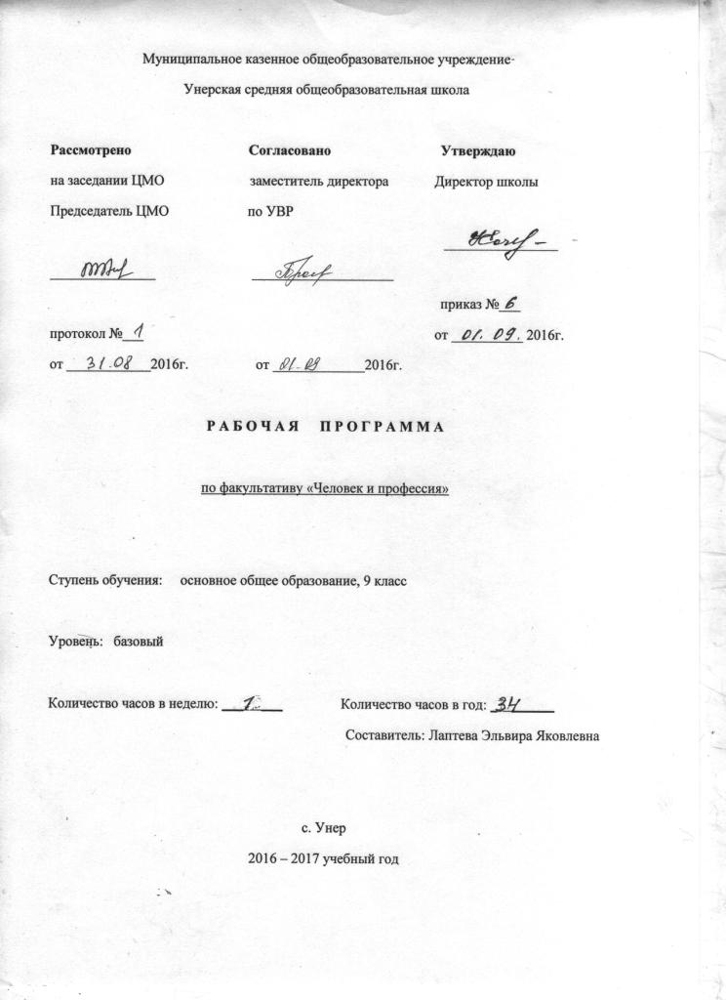 Муниципальное казенное общеобразовательное учреждение-
Унерская средняя общеобразовательная школа
Рассмотрено Согласовано Утверждаю
на заседании ЦМО заместитель директора Директор школы
Председатель ЦМО по УВР
приказ № 6
протокол № 1 от 01.09. 2016г.
от 31.08 2016г. от 01.09 2016г.
РАБОЧАЯ ПРОГРАММА
по факультативу «Человек и профессия»
Ступень обучения: основное общее образование, 9 класс
Уровень: базовый
Количество часов в неделю: 1 Количество часов в год: 34
Составитель: Лаптева Эльвира Яковлевна
с. Унер
2016 – 2017 учебный год